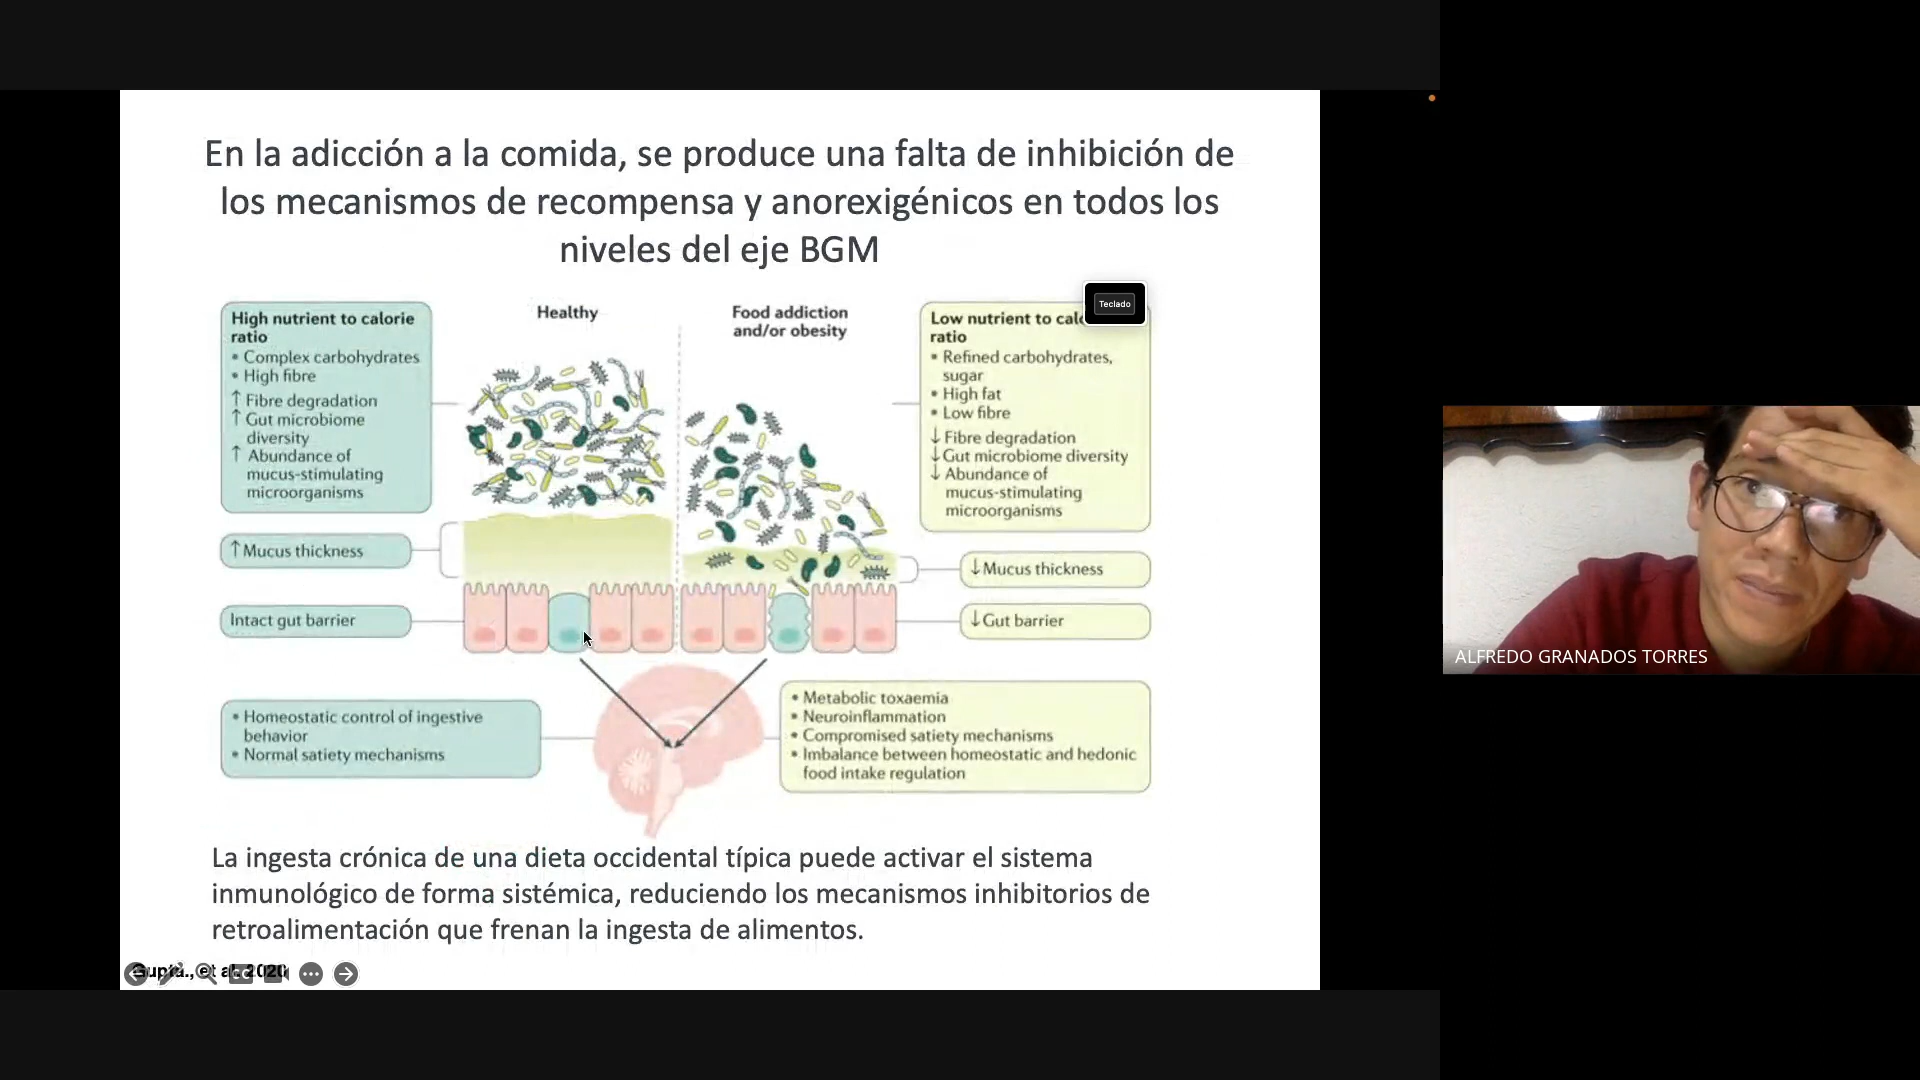 En la adicción a la comida, se produce una falta de inhibición de
los mecanismos de recompensa y anorexigénicos en todos los
niveles del eje BGM
High nutrient to calorie
ratio
• Complex carbohydrates
• High fibre
↑ Fibre degradation
↑ Gut microbiome
diversity
↑ Abundance of
mucus-stimulating
microorganisms
↑ Mucus thickness
Intact gut barrier
• Homeostatic control of ingestive
behavior
• Normal satiety mechanisms
Healthy
Food addiction
and/or obesity
Teclado
Low nutrient to
ratio
• Refined carbohydrates,
sugar
• High fat
• Low fibre
↓ Fibre degradation
↓ Gut microbiome diversity
↓ Abundance of
mucus-stimulating
microorganisms
↓ Mucus thickness
↓ Gut barrier
• Metabolic toxaemia
• Neuroinflammation
• Compromised satiety mechanisms
• Imbalance between homeostatic and hedonic
food intake regulation
La ingesta crónica de una dieta occidental típica puede activar el sistema
inmunológico de forma sistémica, reduciendo los mecanismos inhibitorios de
retroalimentación que frenan la ingesta de alimentos.
2020
ALFREDO GRANADOS TORRES